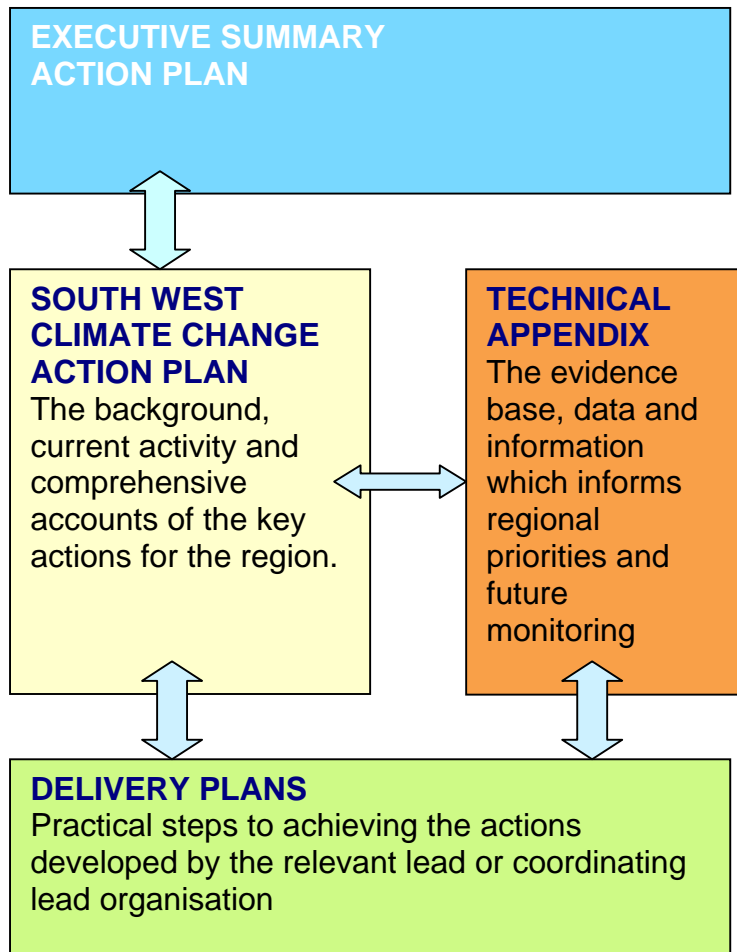 EXECUTIVE SUMMARY
ACTION PLAN
SOUTH WEST
CLIMATE CHANGE
ACTION PLAN
The background,
current activity and
comprehensive
accounts of the key
actions for the region.
TECHNICAL
APPENDIX
The evidence
base, data and
information
which informs
regional
priorities and
future
monitoring
DELIVERY PLANS
Practical steps to achieving the actions
developed by the relevant lead or coordinating
lead organisation